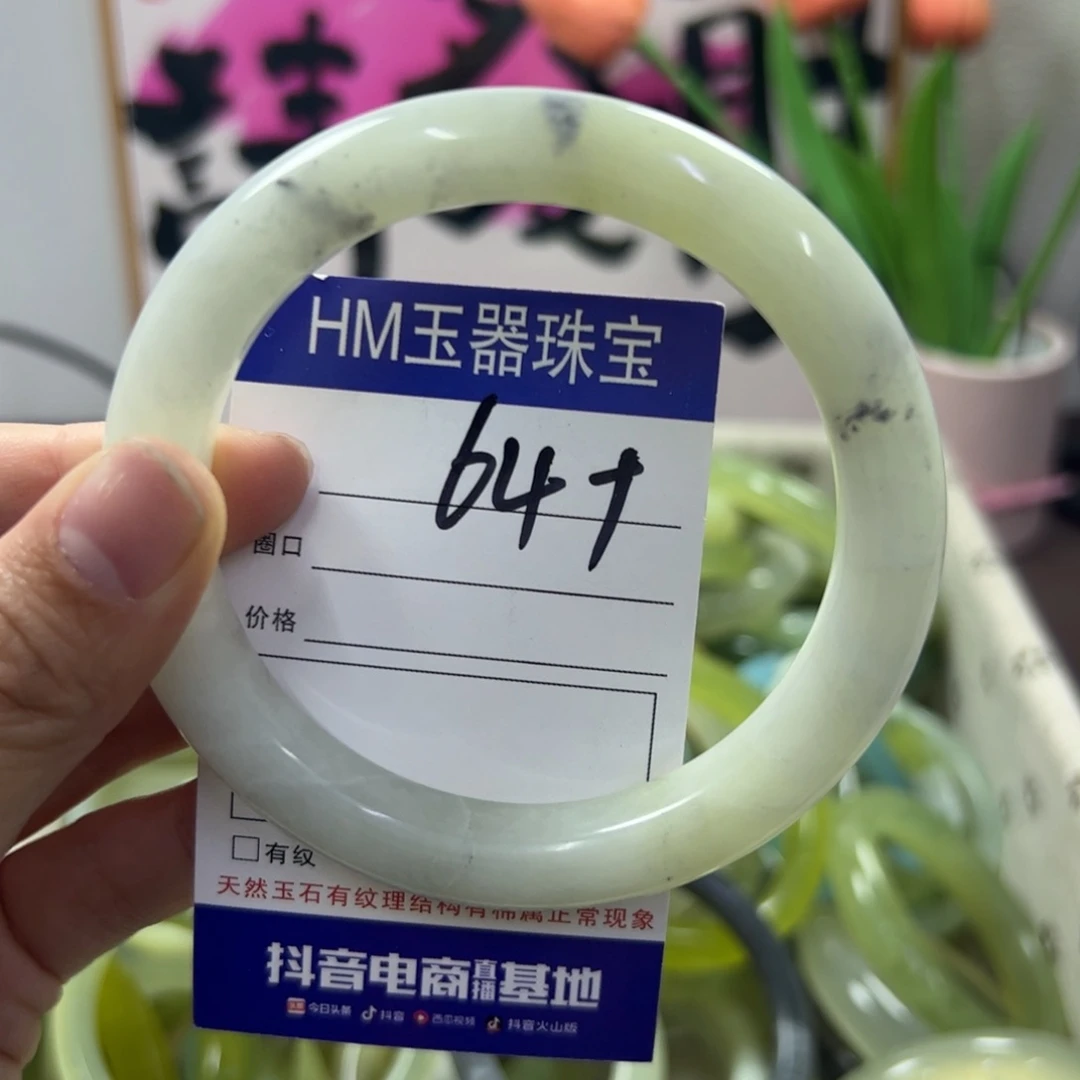 HM玉器珠宝
64+
圈口
价格
有纹
天然玉石有纹理结构有棉属正常现象
抖音电商直播基地
今日头条 抖音 西瓜视频 抖音火山版